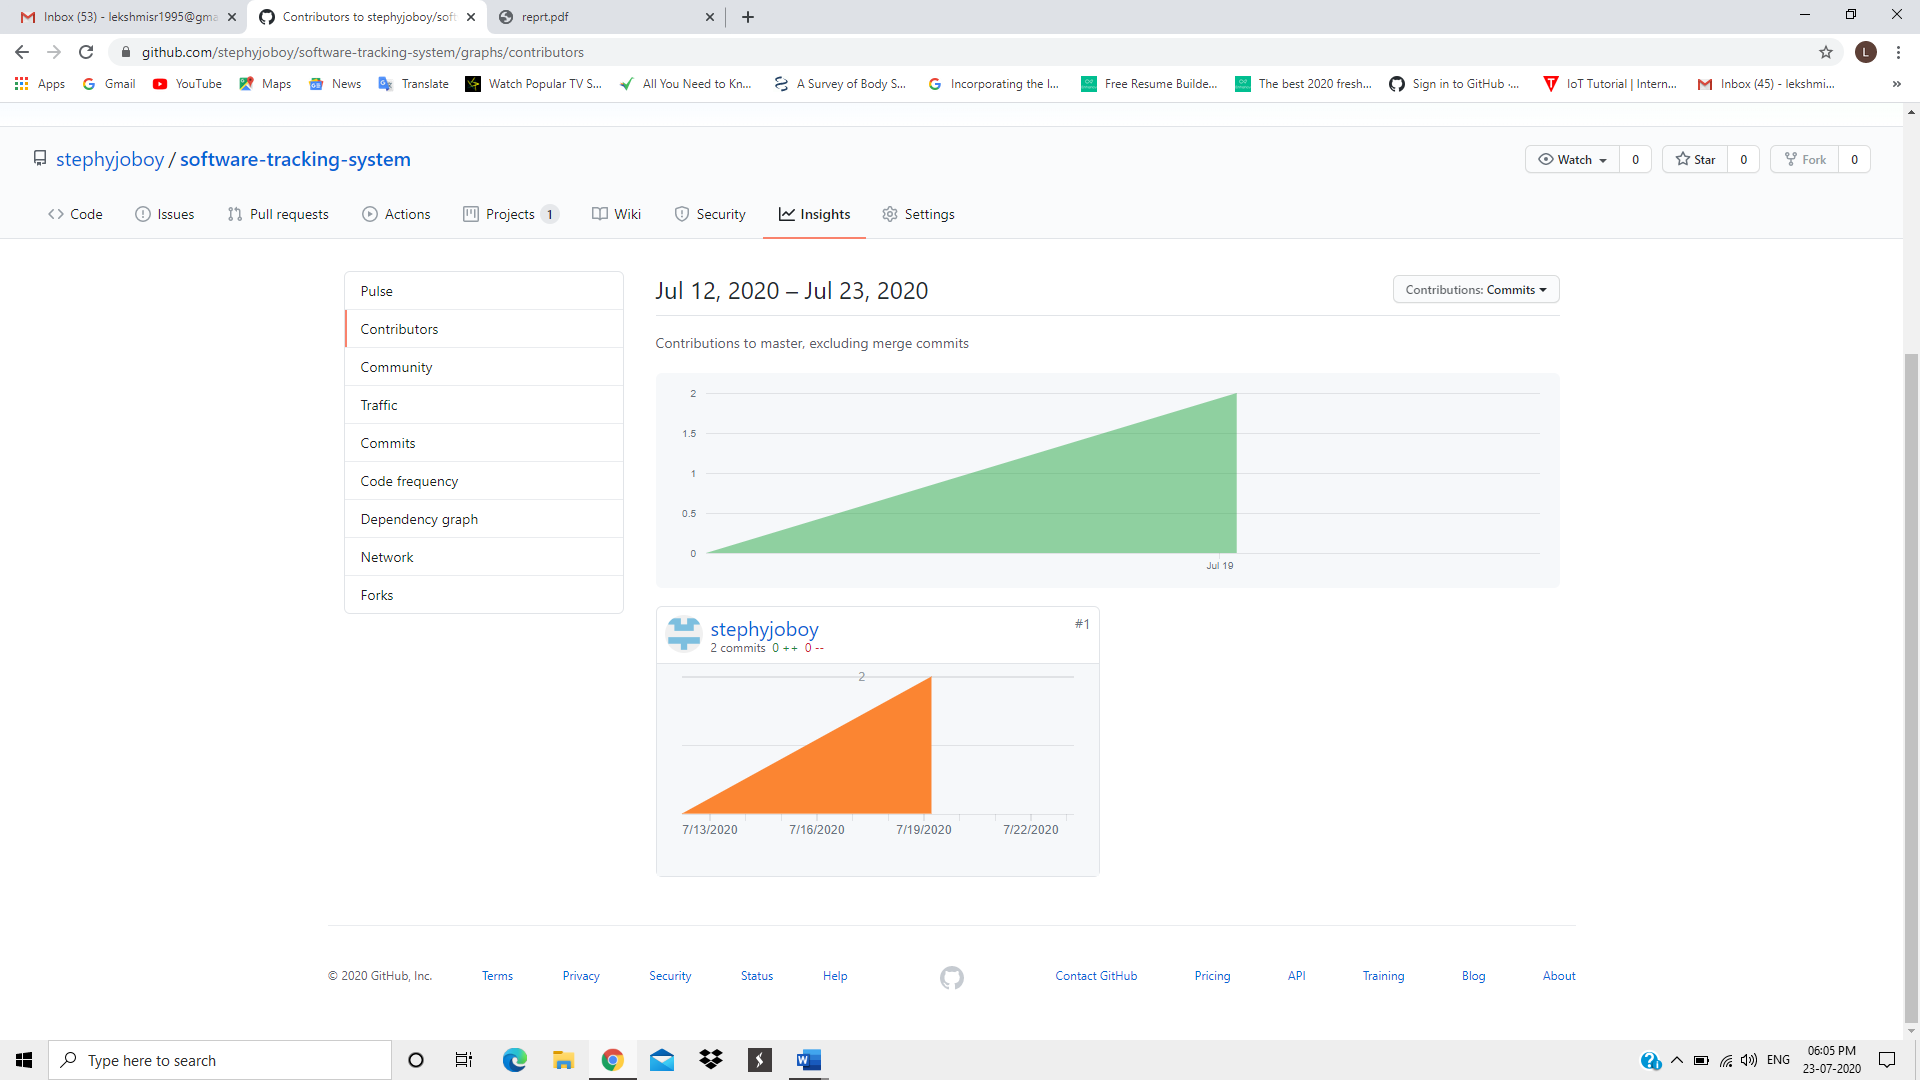 Inbox (53) - lekshmisr1995@gma
Contributors to stephyjoboy/soft
reprt.pdf
github.com/stephyjoboy/software-tracking-system/graphs/contributors
L
Apps
Gmail
YouTube
Maps
News
Translate
Watch Popular TV S...
All You Need to Kn...
A Survey of Body S...
Incorporating the I...
Free Resume Builde...
The best 2020 fresh...
Sign in to GitHub ·...
IoT Tutorial | Intern...
Inbox (45) - lekshmi...
»
stephyjoboy / software-tracking-system
Watch 0
Star 0
Fork 0
Code
Issues
Pull requests
Actions
Projects 1
Wiki
Security
Insights
Settings
Pulse
Contributors
Community
Traffic
Commits
Code frequency
Dependency graph
Network
Forks
Jul 12, 2020 – Jul 23, 2020
Contributions: Commits
Contributions to master, excluding merge commits
2
1.5
1
0.5
0
Jul 19
stephyjoboy
#1
2 commits 0 ++ 0 --
2
7/13/2020 7/16/2020 7/19/2020 7/22/2020
© 2020 GitHub, Inc. Terms Privacy Security Status Help Contact GitHub Pricing API Training Blog About
Type here to search
ENG
06:05 PM
23-07-2020